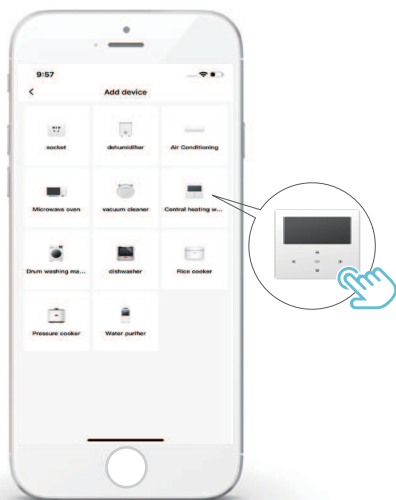 9:57
Add device
socket
dehumidifier
Air Conditioning
Microwave oven
vacuum cleaner
Central heating w...
Drum washing ma...
dishwasher
Rice cooker
Pressure cooker
Water purifier